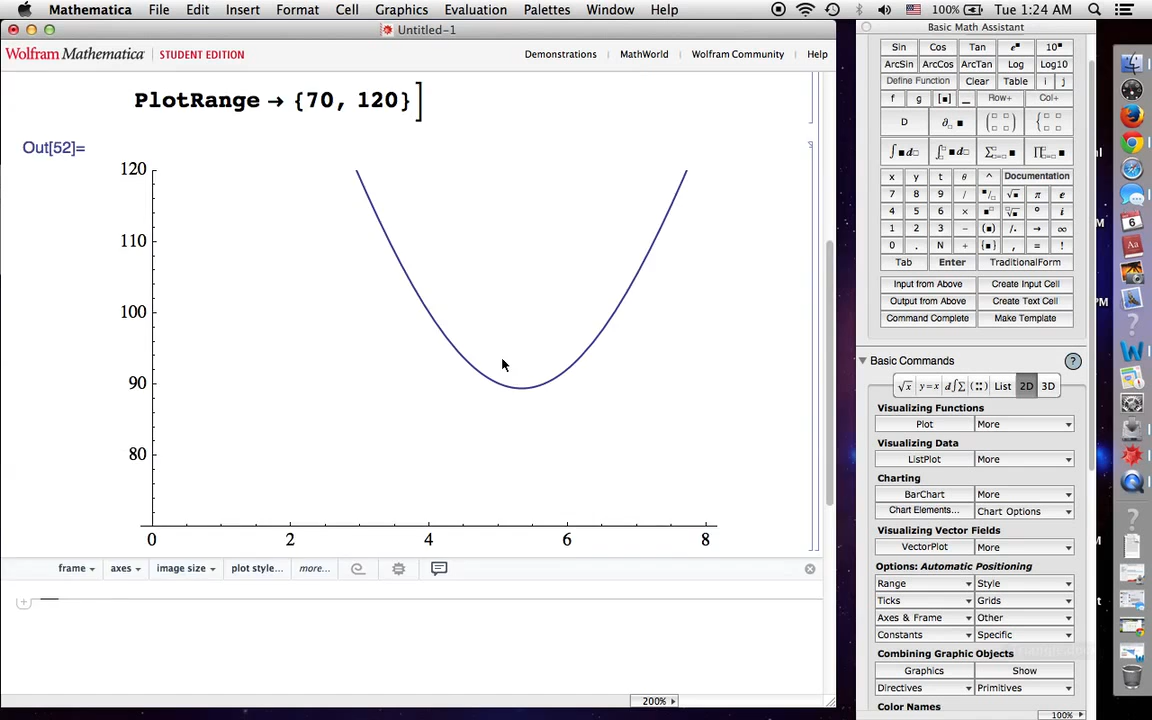 Mathematica File Edit Insert Format Cell Graphics Evaluation Palettes Window Help 100% Tue 1:24 AM
Untitled-1
Wolfram Mathematica STUDENT EDITION Demonstrations MathWorld Wolfram Community Help
PlotRange → {70, 120}]
Out[52]=
120
110
100
90
80
0 2 4 6 8
frame axes image size plot style... more...
200%
Basic Math Assistant
Sin Cos Tan e■ 10■
ArcSin ArcCos ArcTan Log Log10
Define Function Clear Table i j
f g [■] _ Row+ Col+
D ∂□ ■
∫■d□ ∫■d□ ∑■ ∏■
x y t θ ^ Documentation
7 8 9 / ■/□ √■ π e
4 5 6 × ■□ □√■ ° i
1 2 3 − (■) /. → ∞
0 . N + {■} , = !
Tab Enter TraditionalForm
Input from Above Create Input Cell
Output from Above Create Text Cell
Command Complete Make Template
Basic Commands ?
√x y=x d∫∑ List 2D 3D
Visualizing Functions
Plot More
Visualizing Data
ListPlot More
Charting
BarChart More
Chart Elements... Chart Options
Visualizing Vector Fields
VectorPlot More
Options: Automatic Positioning
Range Style
Ticks Grids
Axes & Frame Other
Constants Specific
Combining Graphic Objects
Graphics Show
Directives Primitives
Color Names
100%